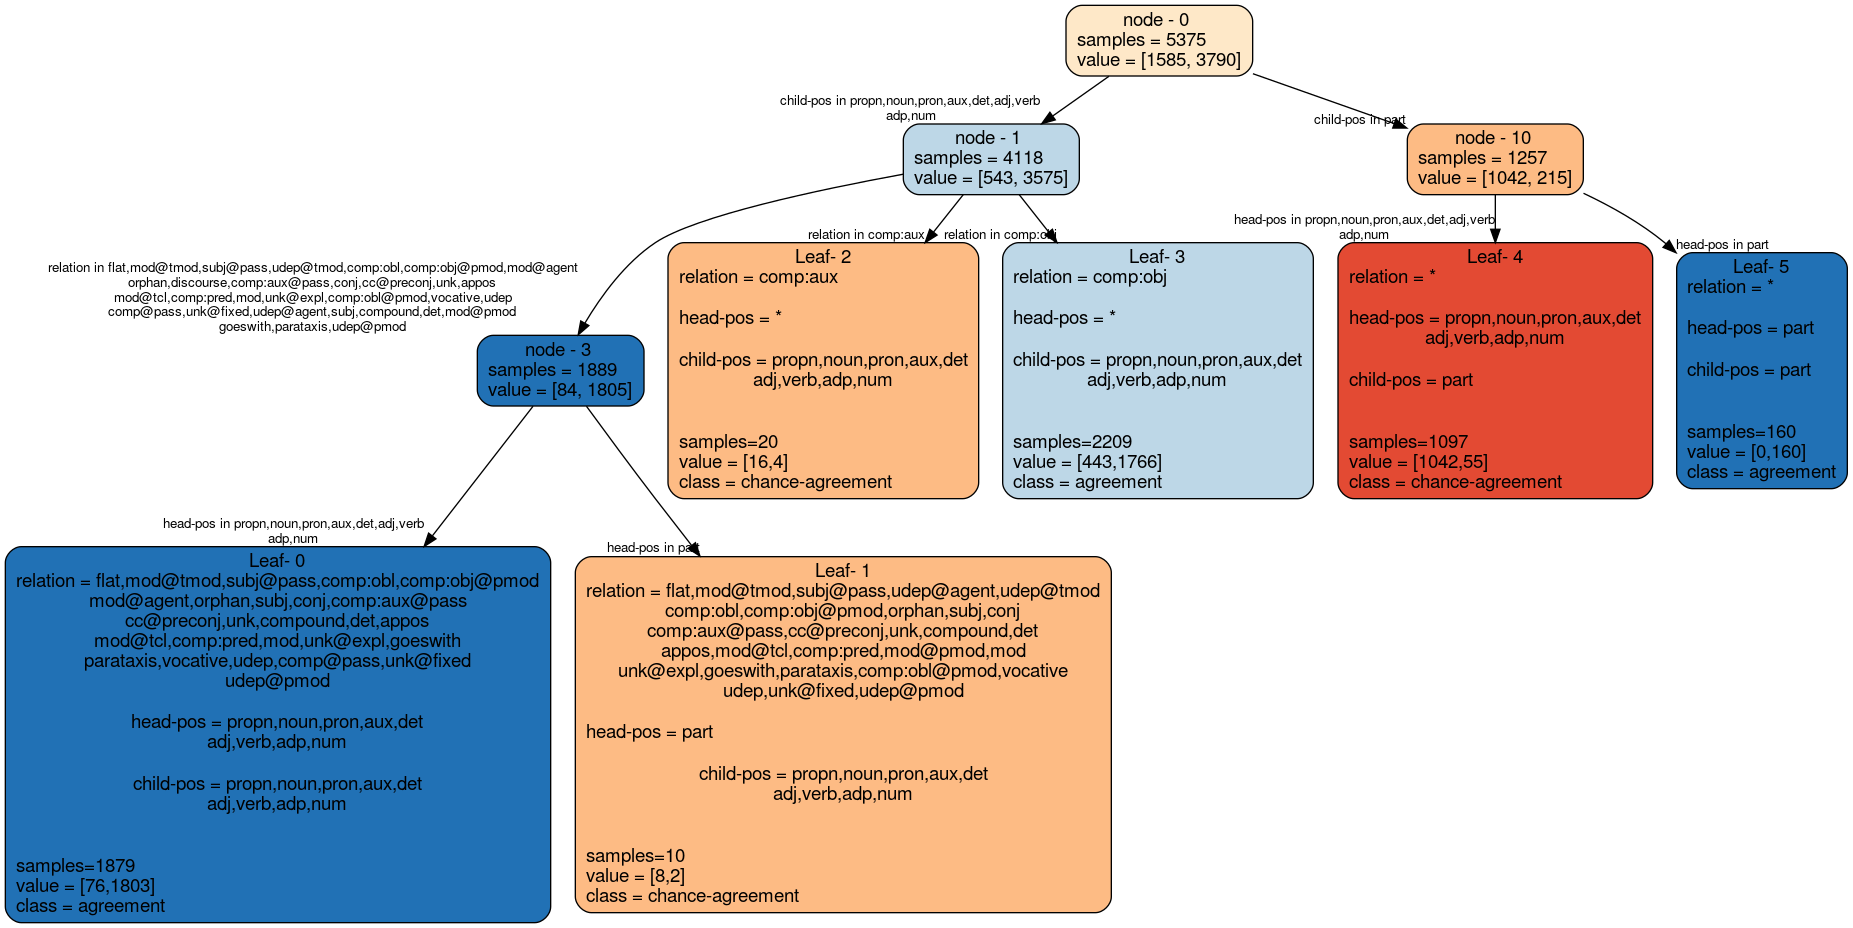 node - 0
samples = 5375
value = [1585, 3790]
child-pos in propn,noun,pron,aux,det,adj,verb
adp,num
child-pos in part
node - 1
samples = 4118
value = [543, 3575]
node - 10
samples = 1257
value = [1042, 215]
relation in flat,mod@tmod,subj@pass,udep@tmod,comp:obl,comp:obj@pmod,mod@agent
orphan,discourse,comp:aux@pass,conj,cc@preconj,unk,appos
mod@tcl,comp:pred,mod,unk@expl,comp:obl@pmod,vocative,udep
comp@pass,unk@fixed,udep@agent,subj,compound,det,mod@pmod
goeswith,parataxis,udep@pmod
relation in comp:aux
relation in comp:obj
head-pos in propn,noun,pron,aux,det,adj,verb
adp,num
head-pos in part
node - 3
samples = 1889
value = [84, 1805]
Leaf- 2
relation = comp:aux
head-pos = *
child-pos = propn,noun,pron,aux,det
adj,verb,adp,num
samples=20
value = [16,4]
class = chance-agreement
Leaf- 3
relation = comp:obj
head-pos = *
child-pos = propn,noun,pron,aux,det
adj,verb,adp,num
samples=2209
value = [443,1766]
class = agreement
Leaf- 4
relation = *
head-pos = propn,noun,pron,aux,det
adj,verb,adp,num
child-pos = part
samples=1097
value = [1042,55]
class = chance-agreement
Leaf- 5
relation = *
head-pos = part
child-pos = part
samples=160
value = [0,160]
class = agreement
head-pos in propn,noun,pron,aux,det,adj,verb
adp,num
head-pos in part
Leaf- 0
relation = flat,mod@tmod,subj@pass,comp:obl,comp:obj@pmod
mod@agent,orphan,subj,conj,comp:aux@pass
cc@preconj,unk,compound,det,appos
mod@tcl,comp:pred,mod,unk@expl,goeswith
parataxis,vocative,udep,comp@pass,unk@fixed
udep@pmod
head-pos = propn,noun,pron,aux,det
adj,verb,adp,num
child-pos = propn,noun,pron,aux,det
adj,verb,adp,num
samples=1879
value = [76,1803]
class = agreement
Leaf- 1
relation = flat,mod@tmod,subj@pass,udep@agent,udep@tmod
comp:obl,comp:obj@pmod,orphan,subj,conj
comp:aux@pass,cc@preconj,unk,compound,det
appos,mod@tcl,comp:pred,mod@pmod,mod
unk@expl,goeswith,parataxis,comp:obl@pmod,vocative
udep,unk@fixed,udep@pmod
head-pos = part
child-pos = propn,noun,pron,aux,det
adj,verb,adp,num
samples=10
value = [8,2]
class = chance-agreement